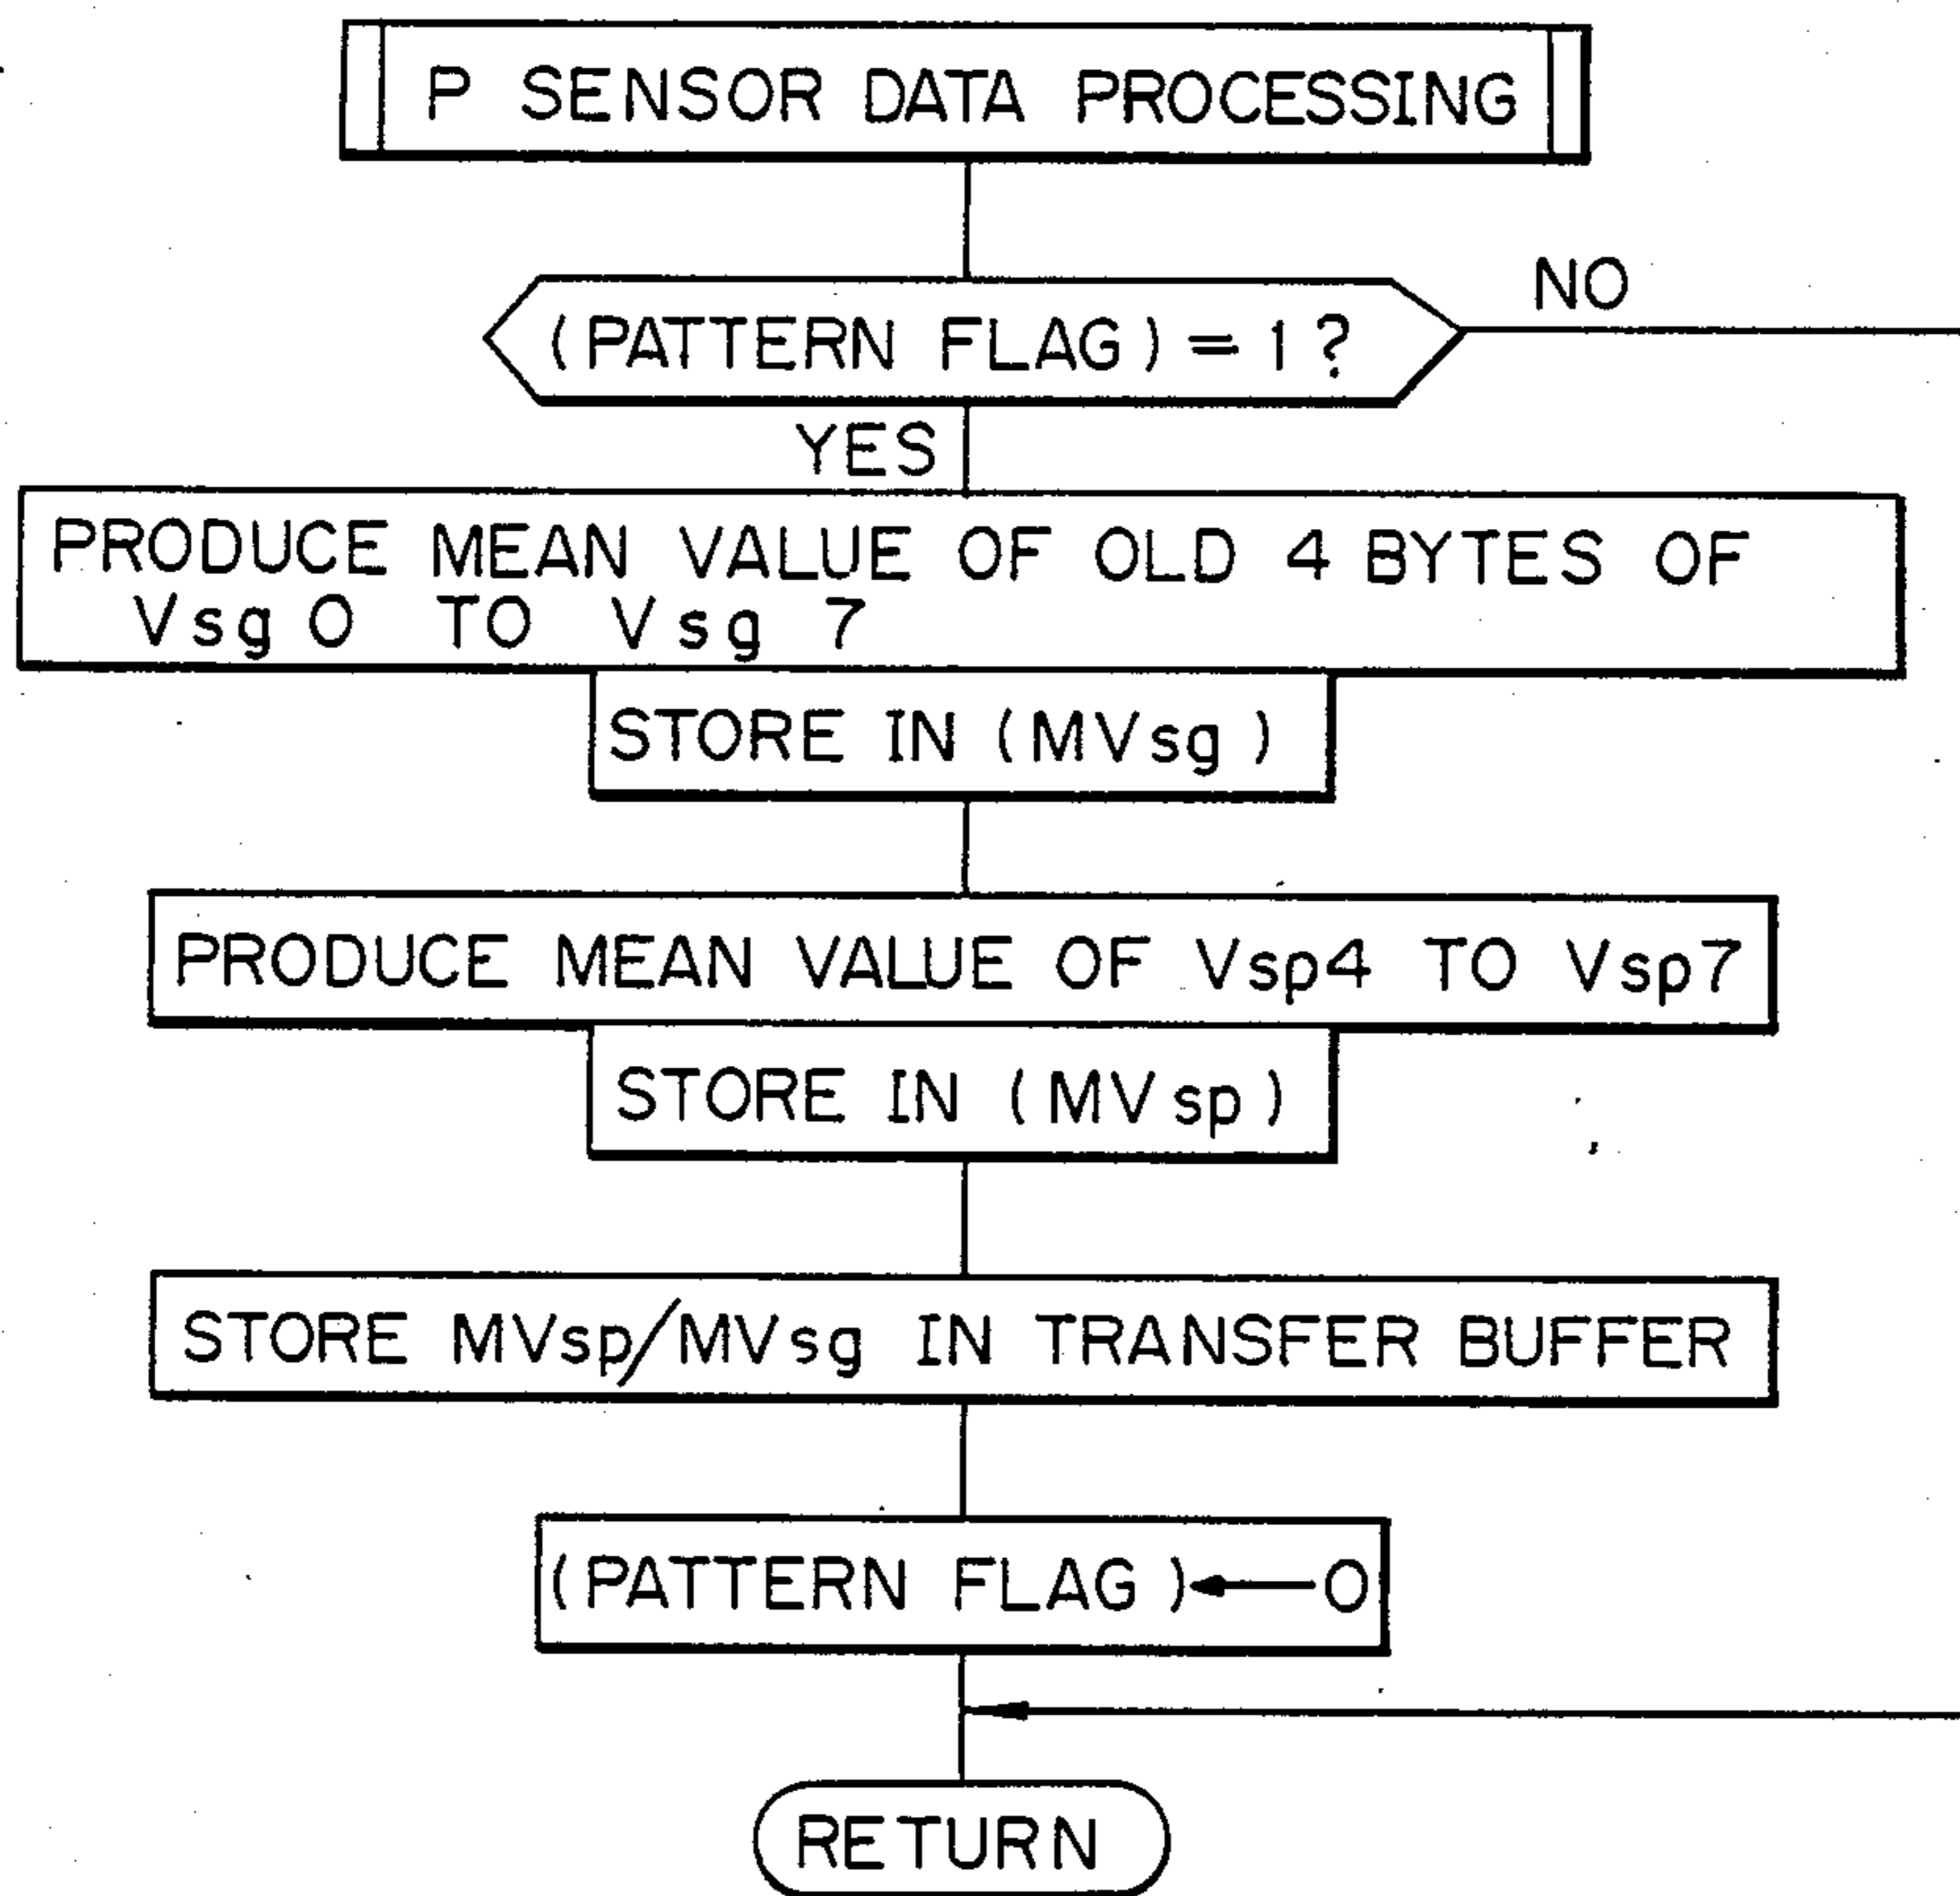 P SENSOR DATA PROCESSING
(PATTERN FLAG) = 1 ?
NO
YES
PRODUCE MEAN VALUE OF OLD 4 BYTES OF
Vsg 0 TO Vsg 7
STORE IN (MVsg)
PRODUCE MEAN VALUE OF Vsp4 TO Vsp7
STORE IN (MVsp)
STORE MVsp/MVsg IN TRANSFER BUFFER
(PATTERN FLAG) ← 0
RETURN